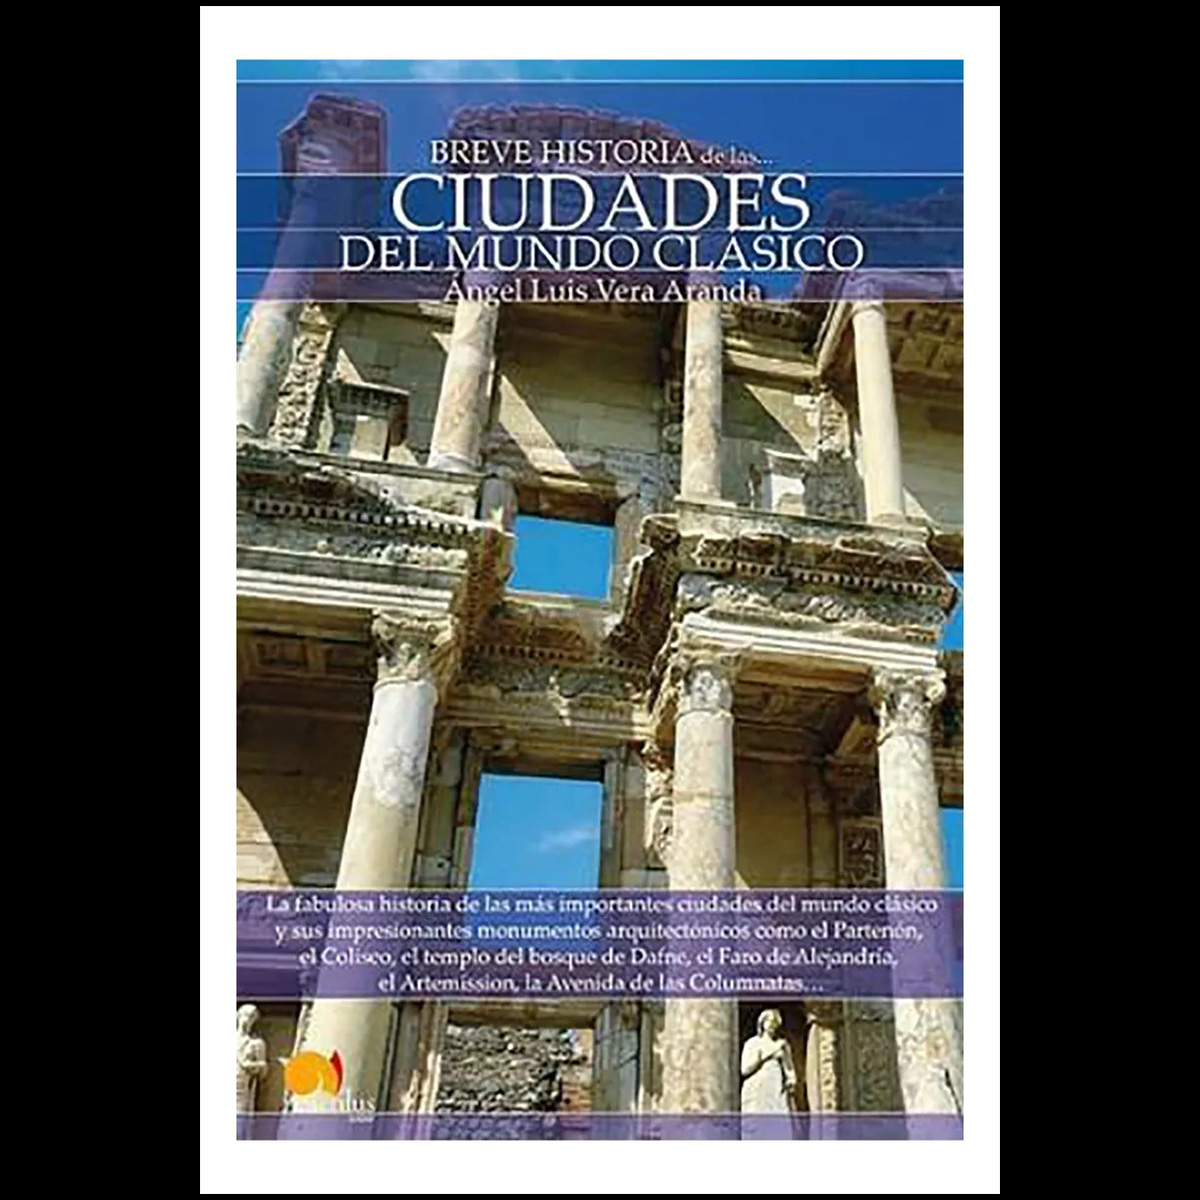 BREVE HISTORIA de las...
CIUDADES
DEL MUNDO CLÁSICO
Ángel Luis Vera Aranda
La fabulosa historia de las más importantes ciudades del mundo clásico
y sus impresionantes monumentos arquitectónicos como el Partenón,
el Coliseo, el templo del bosque de Dafne, el Faro de Alejandría,
el Artemission, la Avenida de las Columnatas...